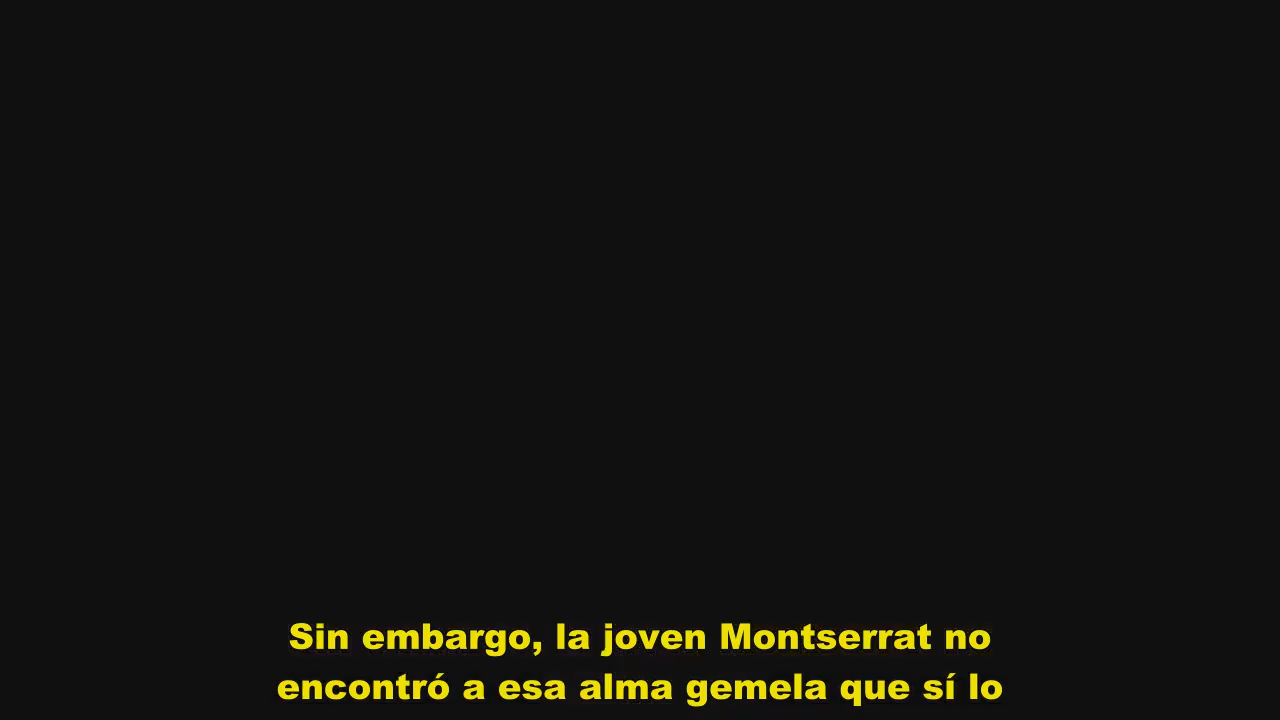 Sin embargo, la joven Montserrat no
encontró a esa alma gemela que sí lo